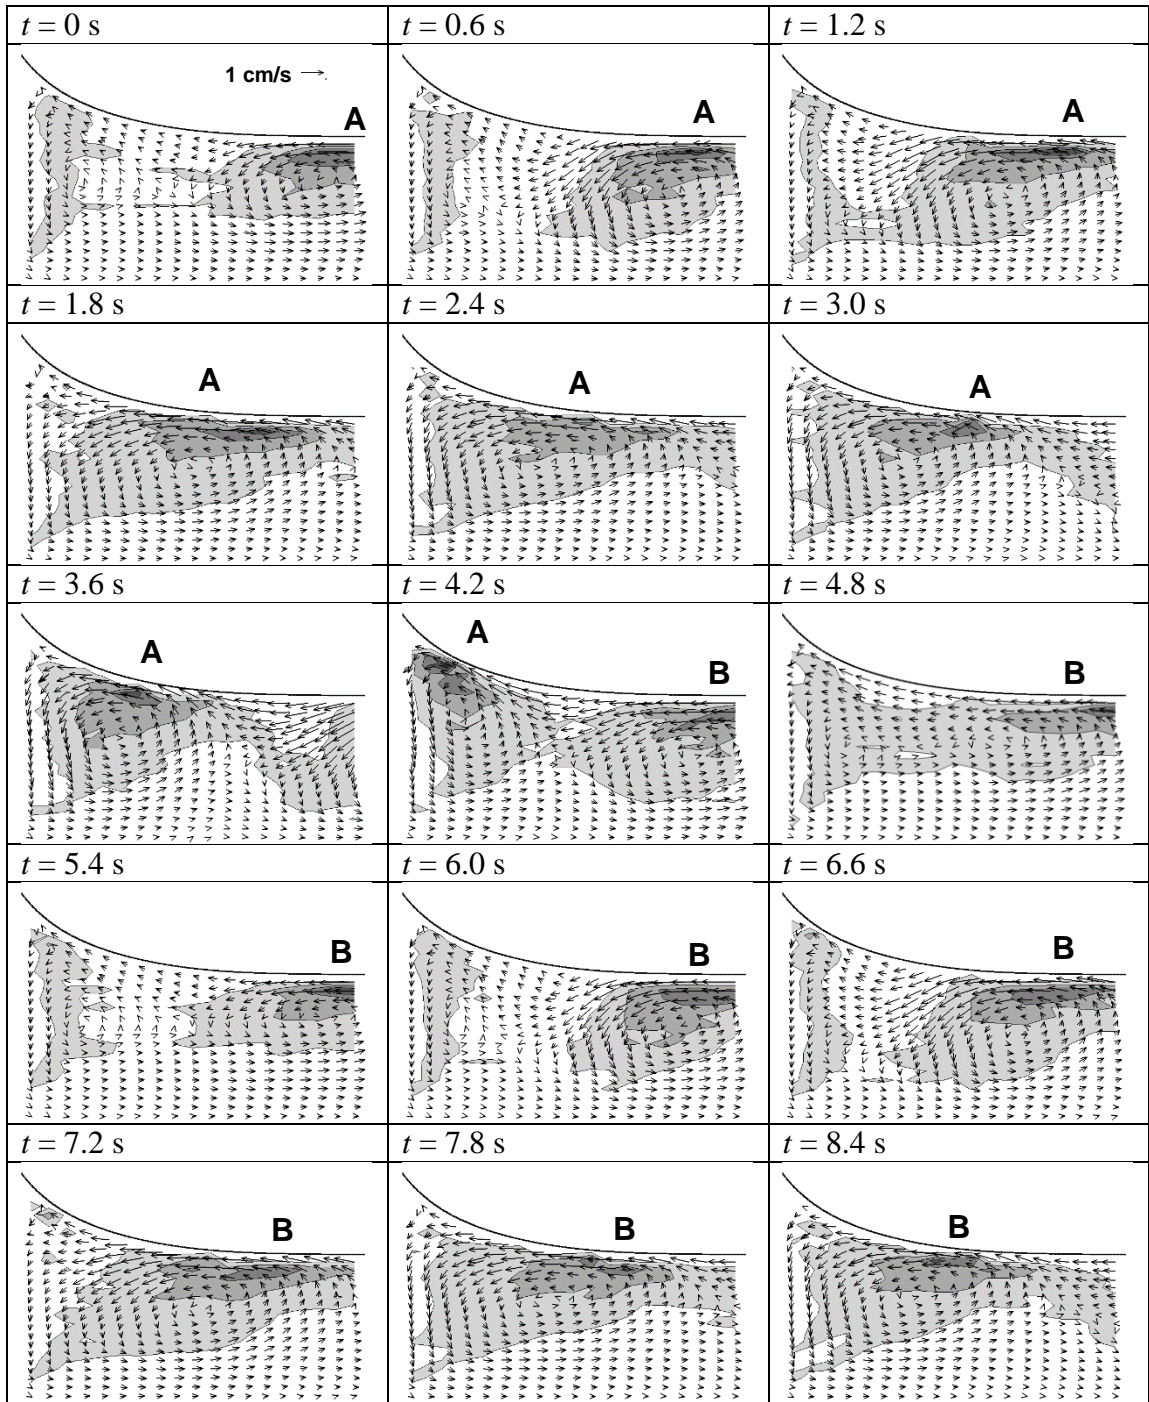 t = 0 s
t = 0.6 s
t = 1.2 s
1 cm/s
A
A
A
t = 1.8 s
t = 2.4 s
t = 3.0 s
A
A
A
t = 3.6 s
t = 4.2 s
t = 4.8 s
A
A
B
B
t = 5.4 s
t = 6.0 s
t = 6.6 s
B
B
B
t = 7.2 s
t = 7.8 s
t = 8.4 s
B
B
B